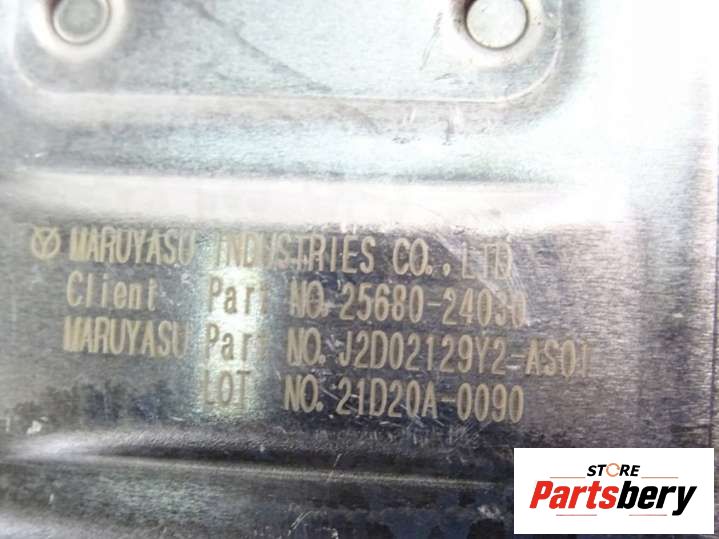 MARUYASU INDUSTRIES CO.,LTD
Client Part NO. 25680-24030
MARUYASU Part NO. J2D02129Y2-AS01
LOT NO. 21D20A-0090
STORE
Partsbery